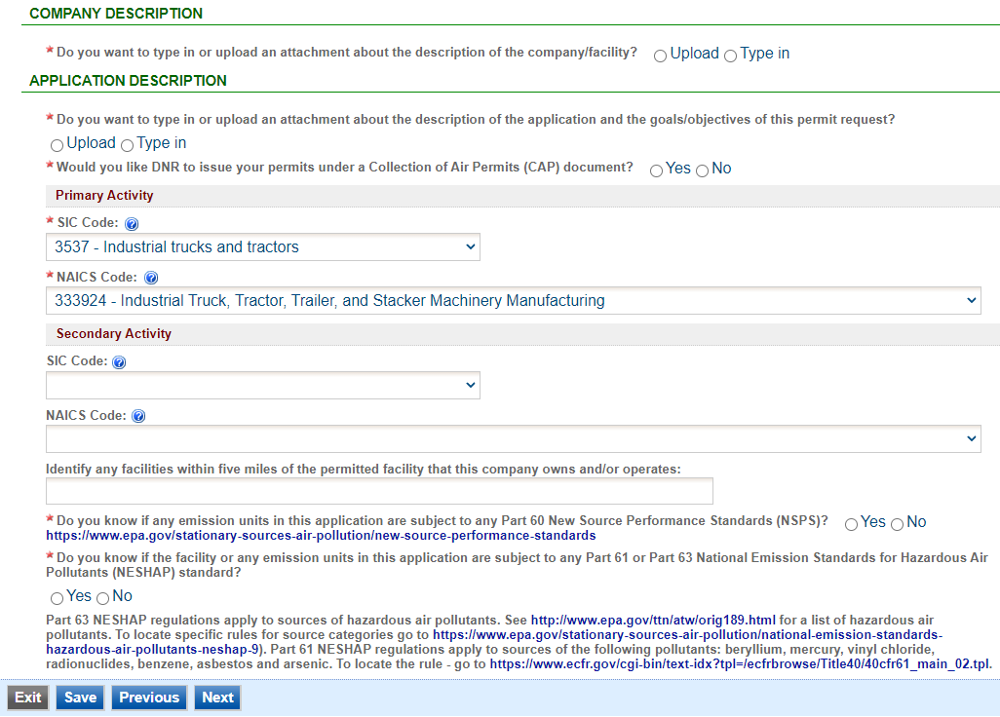 COMPANY DESCRIPTION
* Do you want to type in or upload an attachment about the description of the company/facility? Upload Type in
APPLICATION DESCRIPTION
* Do you want to type in or upload an attachment about the description of the application and the goals/objectives of this permit request?
Upload Type in
* Would you like DNR to issue your permits under a Collection of Air Permits (CAP) document? Yes No
Primary Activity
* SIC Code: ?
3537 - Industrial trucks and tractors
* NAICS Code: ?
333924 - Industrial Truck, Tractor, Trailer, and Stacker Machinery Manufacturing
Secondary Activity
SIC Code: ?
NAICS Code: ?
Identify any facilities within five miles of the permitted facility that this company owns and/or operates:
* Do you know if any emission units in this application are subject to any Part 60 New Source Performance Standards (NSPS)? Yes No
https://www.epa.gov/stationary-sources-air-pollution/new-source-performance-standards
* Do you know if the facility or any emission units in this application are subject to any Part 61 or Part 63 National Emission Standards for Hazardous Air
Pollutants (NESHAP) standard?
Yes No
Part 63 NESHAP regulations apply to sources of hazardous air pollutants. See http://www.epa.gov/ttn/atw/orig189.html for a list of hazardous air
pollutants. To locate specific rules for source categories go to https://www.epa.gov/stationary-sources-air-pollution/national-emission-standards-
hazardous-air-pollutants-neshap-9). Part 61 NESHAP regulations apply to sources of the following pollutants: beryllium, mercury, vinyl chloride,
radionuclides, benzene, asbestos and arsenic. To locate the rule - go to https://www.ecfr.gov/cgi-bin/text-idx?tpl=/ecfrbrowse/Title40/40cfr61_main_02.tpl.
Exit Save Previous Next